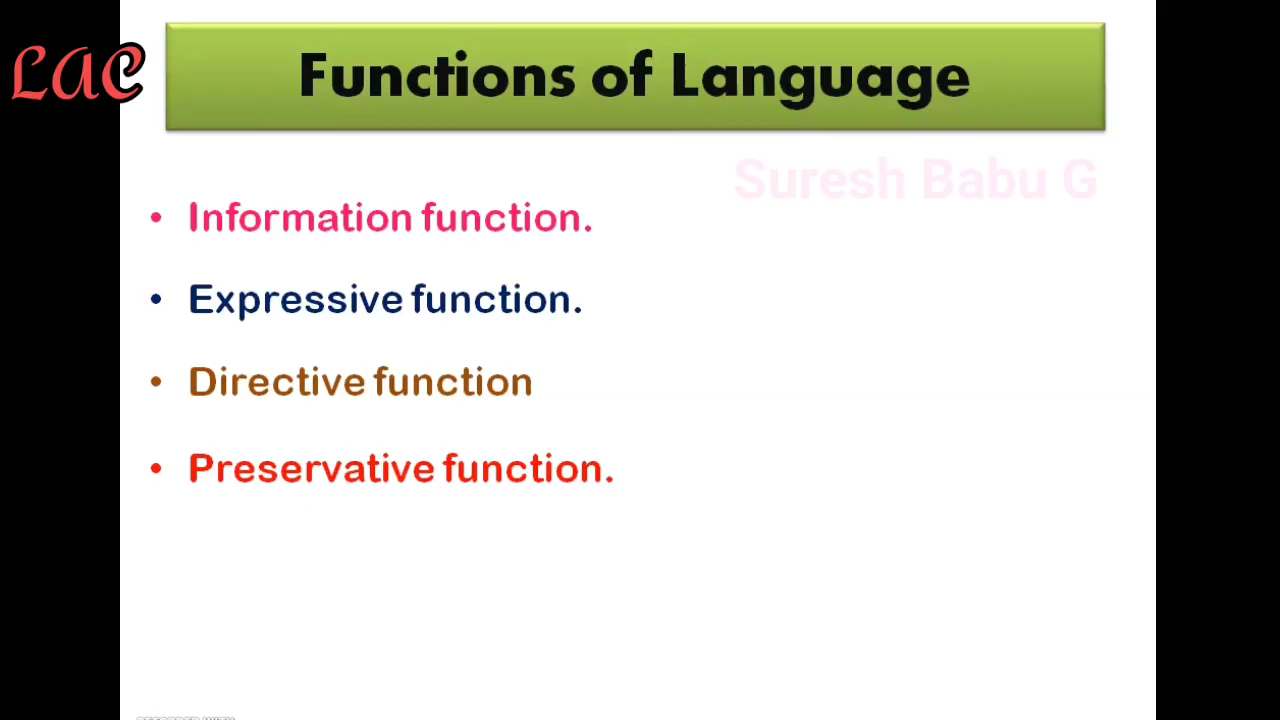 LAC
Functions of Language
Suresh Babu G
• Information function.
• Expressive function.
• Directive function
• Preservative function.